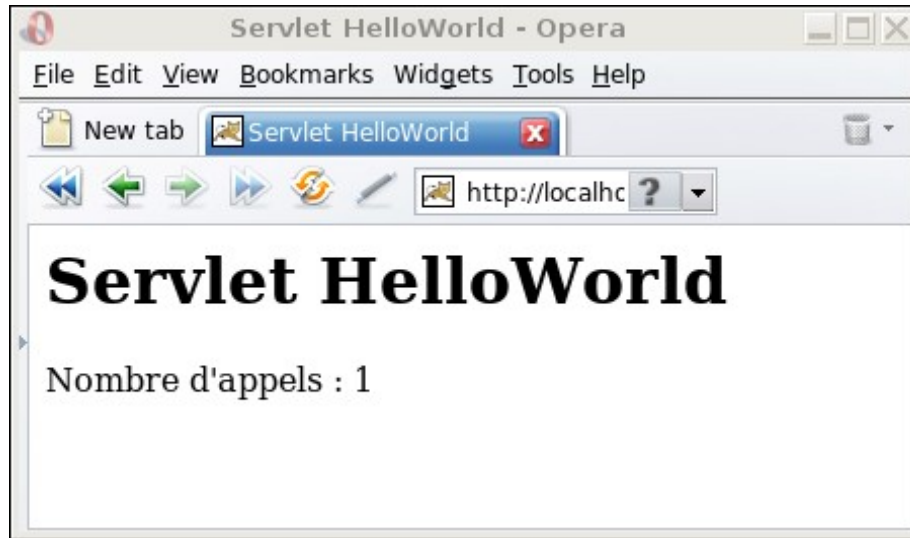 Servlet HelloWorld - Opera
File Edit View Bookmarks Widgets Tools Help
New tab Servlet HelloWorld
http://localhc ?
Servlet HelloWorld
Nombre d'appels : 1